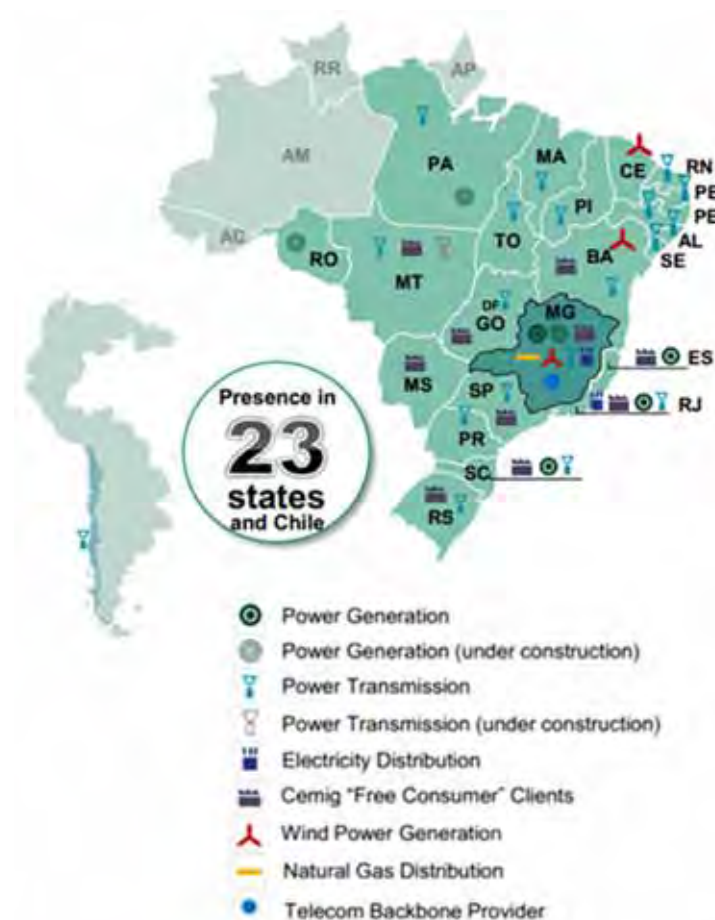 RR
AP
AM
PA
MA
CE
RN
PB
PI
PE
AC
RO
TO
AL
BA
SE
MT
DF
GO
MG
ES
MS
SP
RJ
PR
SC
RS
Presence in
23
states
and Chile
Power Generation
Power Generation (under construction)
Power Transmission
Power Transmission (under construction)
Electricity Distribution
Cemig "Free Consumer" Clients
Wind Power Generation
Natural Gas Distribution
Telecom Backbone Provider